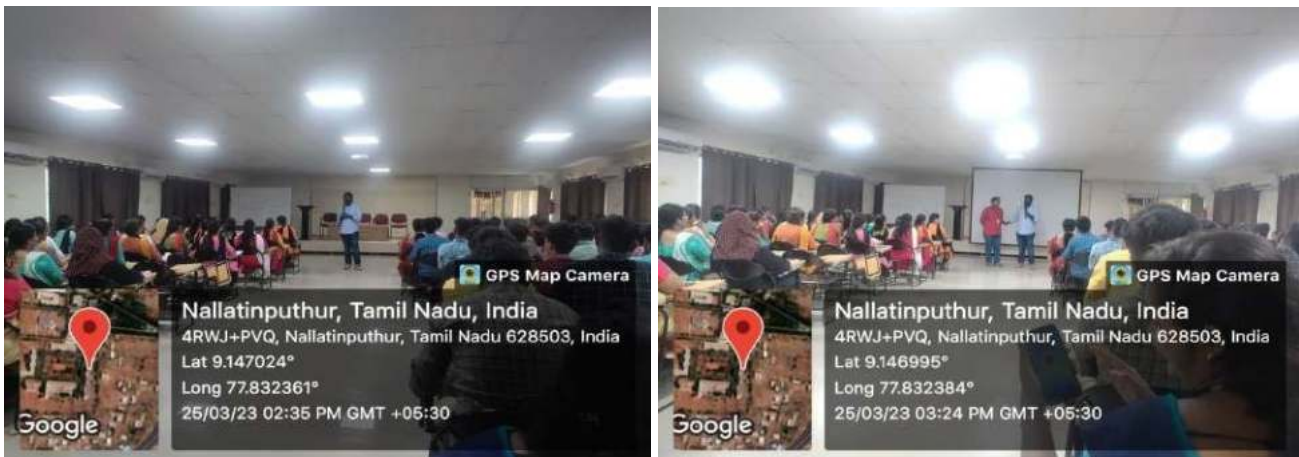 GPS Map Camera
Nallatinputhur, Tamil Nadu, India
4RWJ+PVQ, Nallatinputhur, Tamil Nadu 628503, India
Lat 9.147024°
Long 77.832361°
25/03/23 02:35 PM GMT +05:30
Google
GPS Map Camera
Nallatinputhur, Tamil Nadu, India
4RWJ+PVQ, Nallatinputhur, Tamil Nadu 628503, India
Lat 9.146995°
Long 77.832384°
25/03/23 03:24 PM GMT +05:30
Google